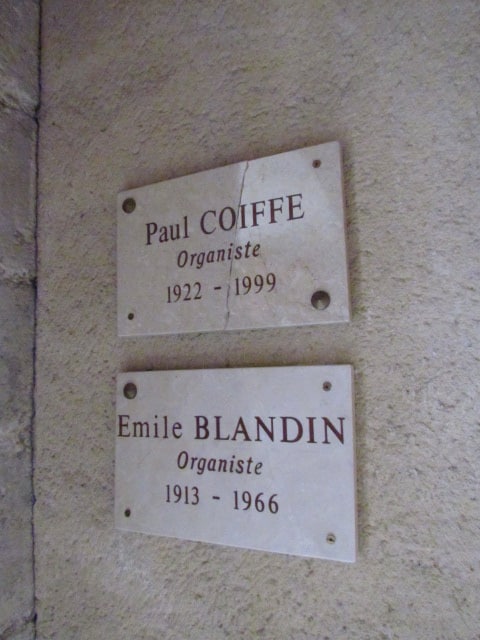 Paul COIFFE
Organiste
1922 - 1999
Emile BLANDIN
Organiste
1913 - 1966